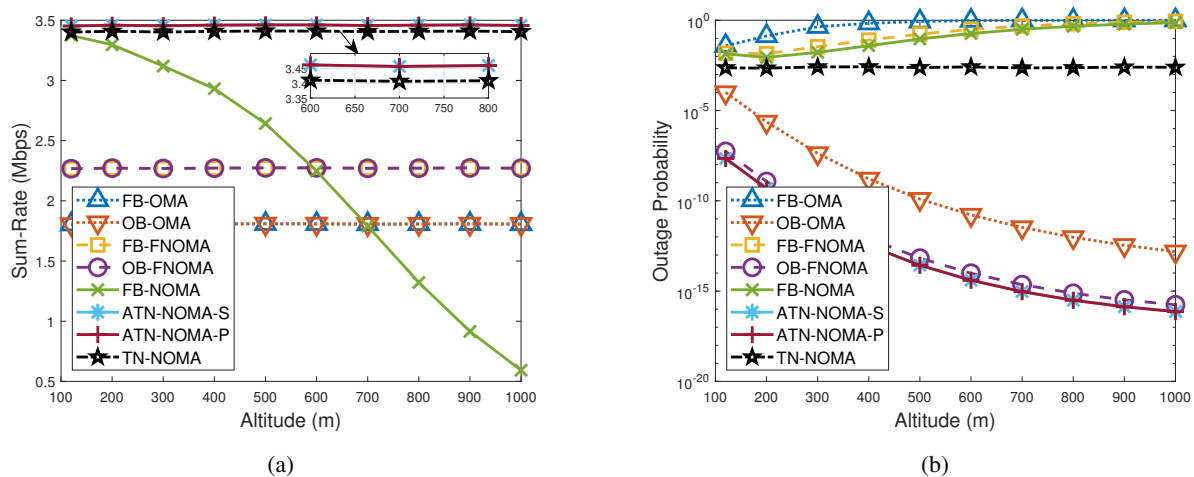 3.5
3
2.5
2
1.5
1
0.5
Sum-Rate (Mbps)
3.45
3.4
3.35
600 650 700 750 800
FB-OMA
OB-OMA
FB-FNOMA
OB-FNOMA
FB-NOMA
ATN-NOMA-S
ATN-NOMA-P
TN-NOMA
100 200 300 400 500 600 700 800 900 1000
Altitude (m)
(a)
10^0
10^-5
10^-10
10^-15
10^-20
Outage Probability
FB-OMA
OB-OMA
FB-FNOMA
OB-FNOMA
FB-NOMA
ATN-NOMA-S
ATN-NOMA-P
TN-NOMA
100 200 300 400 500 600 700 800 900 1000
Altitude (m)
(b)